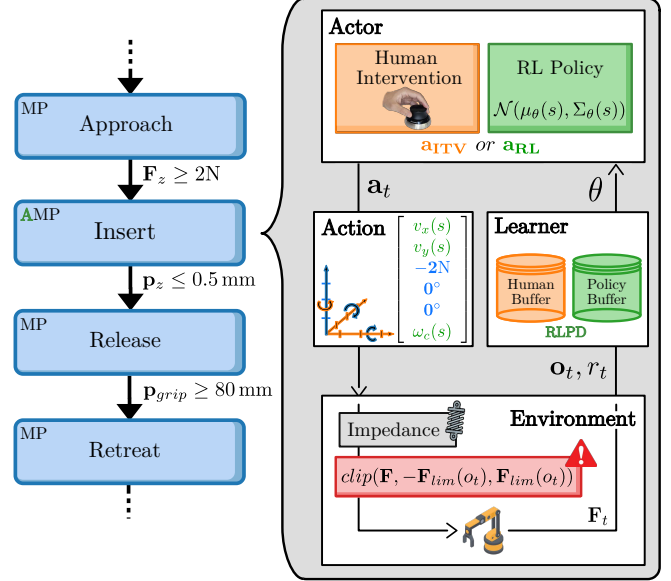 MP
Approach
F_z ≥ 2N
AMP
Insert
p_z ≤ 0.5 mm
MP
Release
p_grip ≥ 80 mm
MP
Retreat
Actor
Human
Intervention
RL Policy
𝒩(μ_θ(s), Σ_θ(s))
a_ITV or a_RL
a_t
θ
Action
v_x(s)
v_y(s)
−2N
0°
0°
ω_c(s)
Learner
Human
Buffer
Policy
Buffer
RLPD
o_t, r_t
Environment
Impedance
clip(F, −F_lim(o_t), F_lim(o_t))
F_t